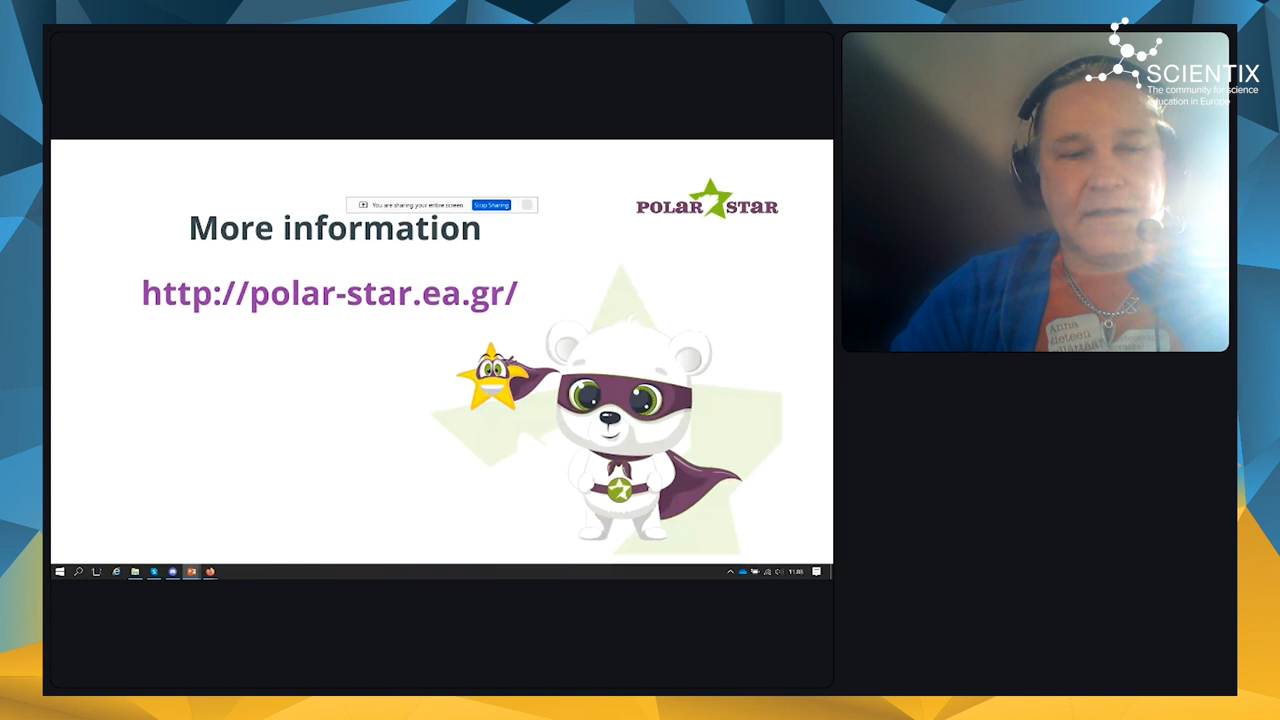 You are sharing your entire screen
Stop Sharing
POLAR STAR
More information
http://polar-star.ea.gr/
SCIENTIX
The community for science
education in Europe
Anna